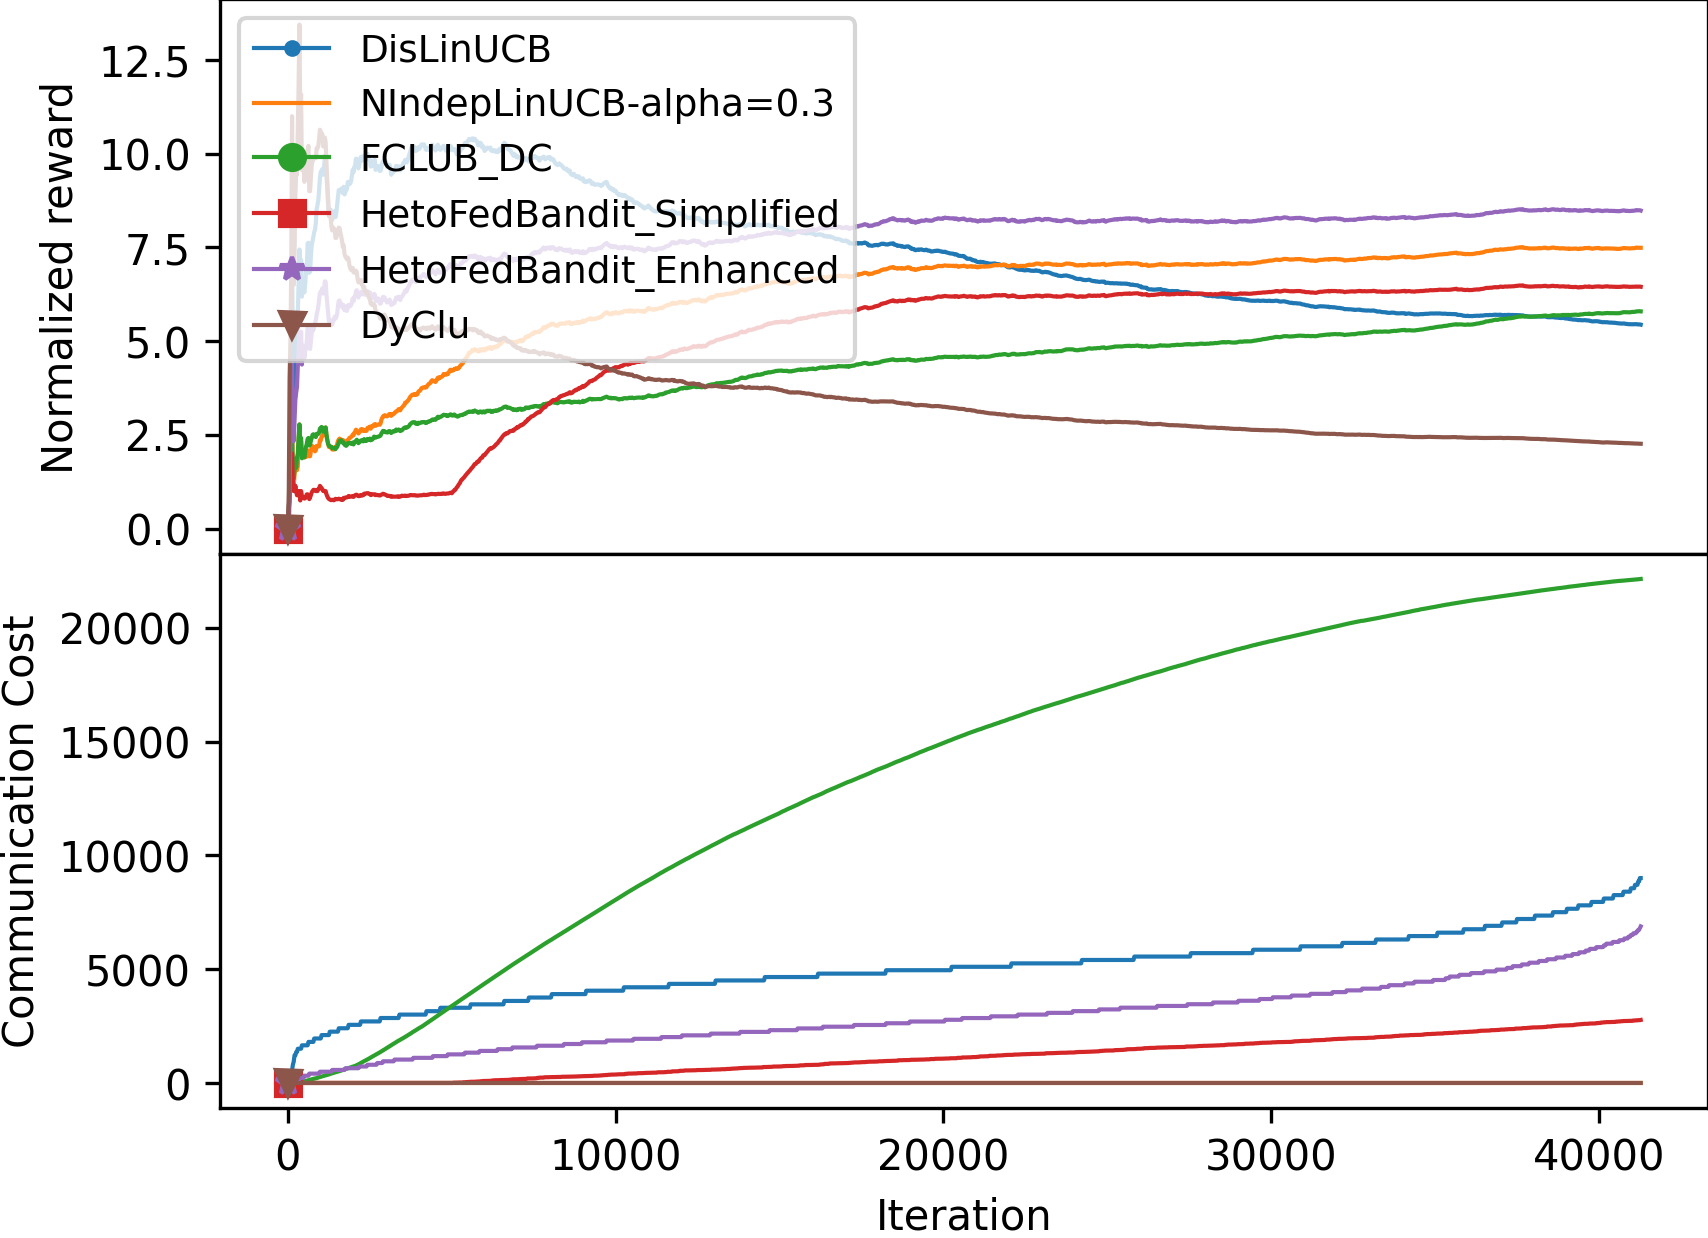 Normalized reward
12.5
10.0
7.5
5.0
2.5
0.0
DisLinUCB
NIndepLinUCB-alpha=0.3
FCLUB_DC
HetoFedBandit_Simplified
HetoFedBandit_Enhanced
DyClu
Communication Cost
20000
15000
10000
5000
0
0 10000 20000 30000 40000
Iteration